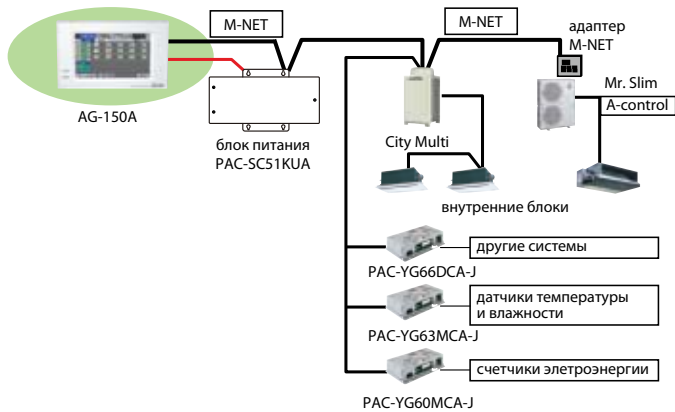 M-NET
M-NET
адаптер
M-NET
AG-150A
блок питания
PAC-SC51KUA
City Multi
Mr. Slim
A-control
внутренние блоки
другие системы
PAC-YG66DCA-J
датчики температуры
и влажности
PAC-YG63MCA-J
счетчики элетроэнергии
PAC-YG60MCA-J